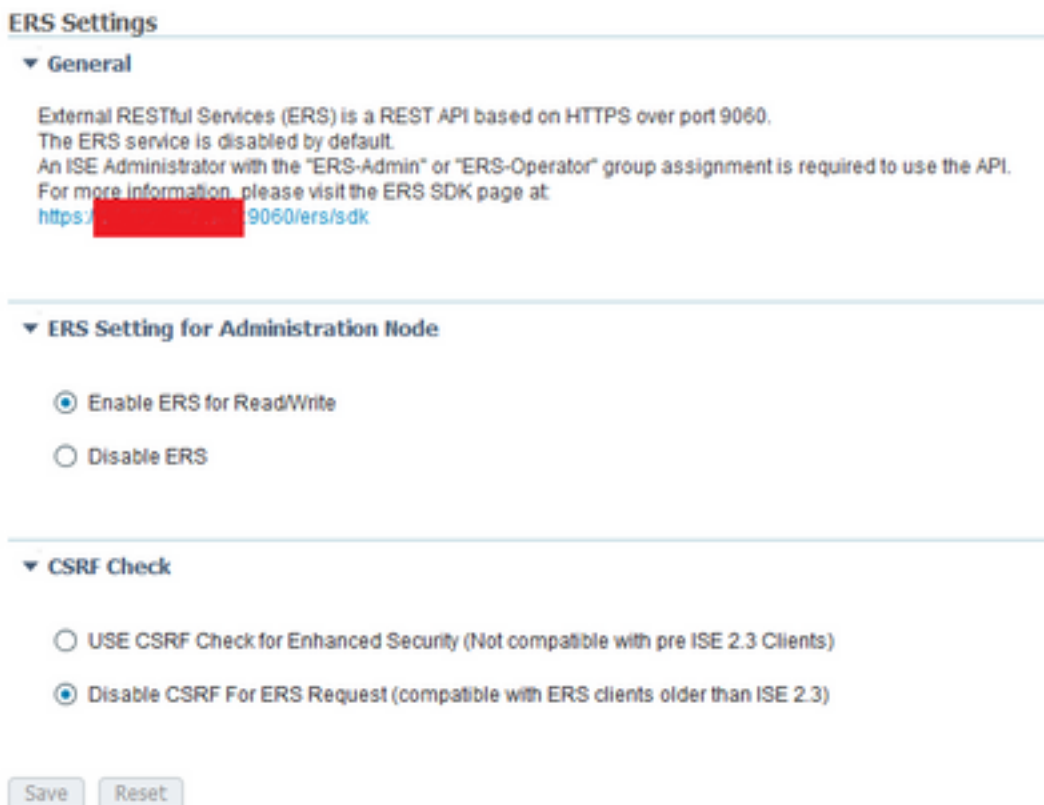 ERS Settings
General
External RESTful Services (ERS) is a REST API based on HTTPS over port 9060.
The ERS service is disabled by default.
An ISE Administrator with the "ERS-Admin" or "ERS-Operator" group assignment is required to use the API.
For more information, please visit the ERS SDK page at:
https:/ :9060/ers/sdk
ERS Setting for Administration Node
Enable ERS for Read/Write
Disable ERS
CSRF Check
USE CSRF Check for Enhanced Security (Not compatible with pre ISE 2.3 Clients)
Disable CSRF For ERS Request (compatible with ERS clients older than ISE 2.3)
Save Reset